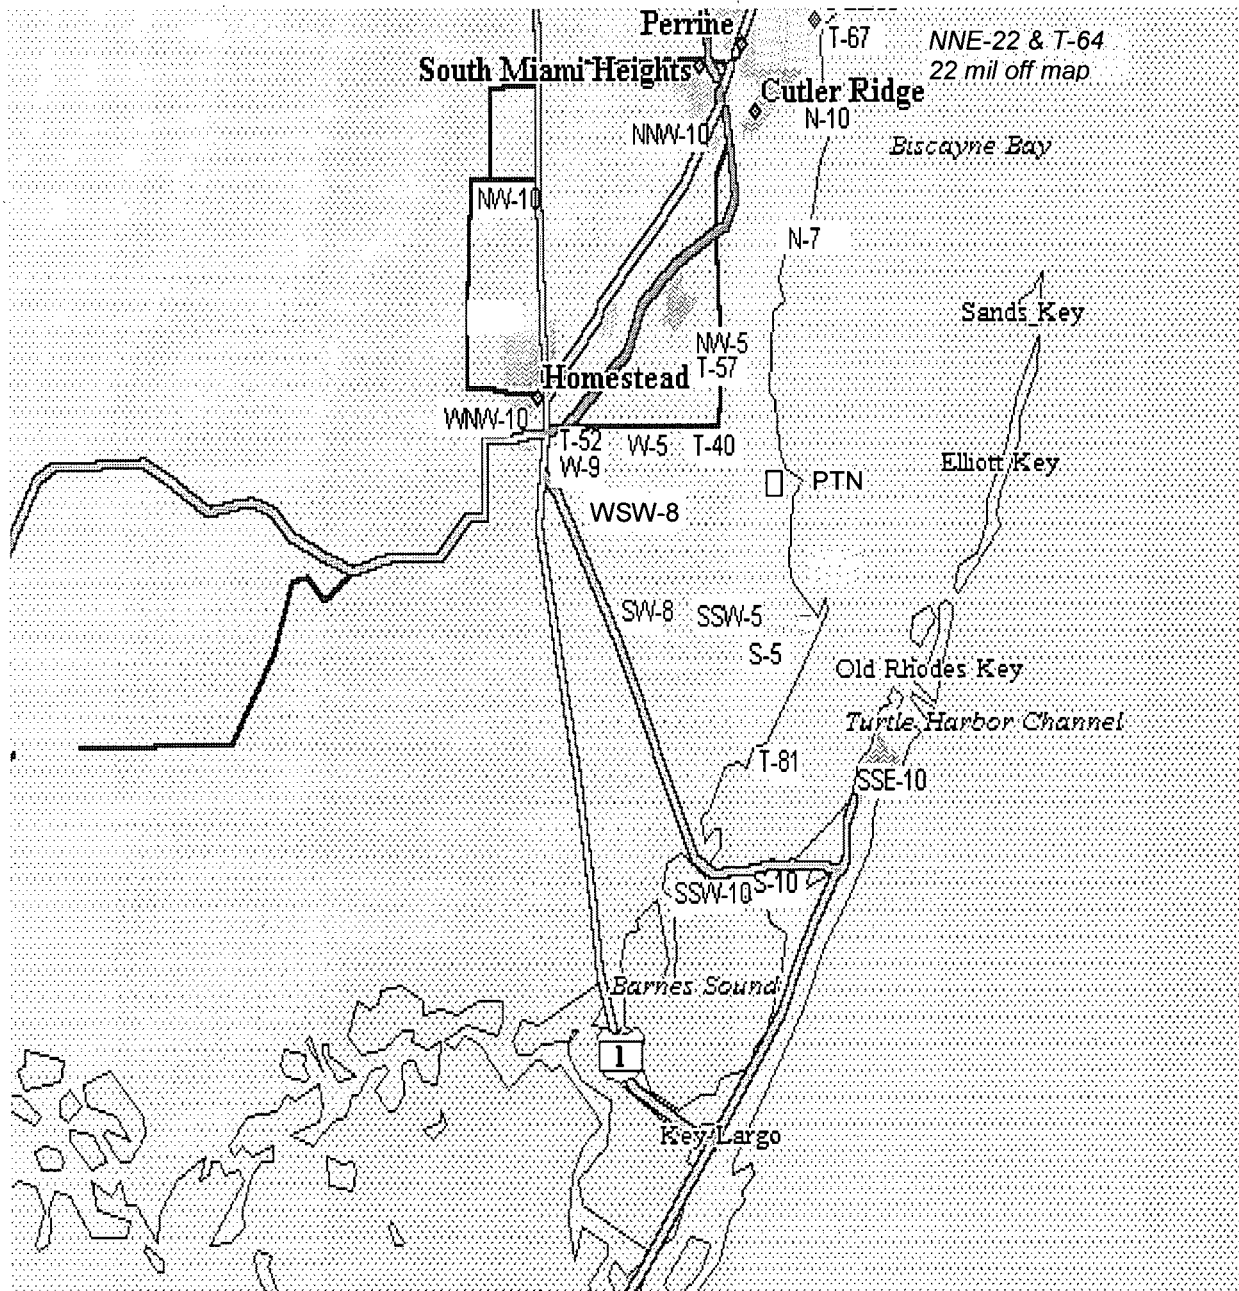 Perrine
T-67
NNE-22 & T-64
22 mil off map
South Miami Heights
Cutler Ridge
N-10
NNW-10
Biscayne Bay
NW-10
N-7
Sands Key
NW-5
T-57
Homestead
WNW-10
T-52
W-5
T-40
W-9
Elliott Key
PTN
WSW-8
SW-8
SSW-5
S-5
Old Rhodes Key
Turtle Harbor Channel
T-81
SSE-10
S-10
SSW-10
Barnes Sound
1
Key Largo